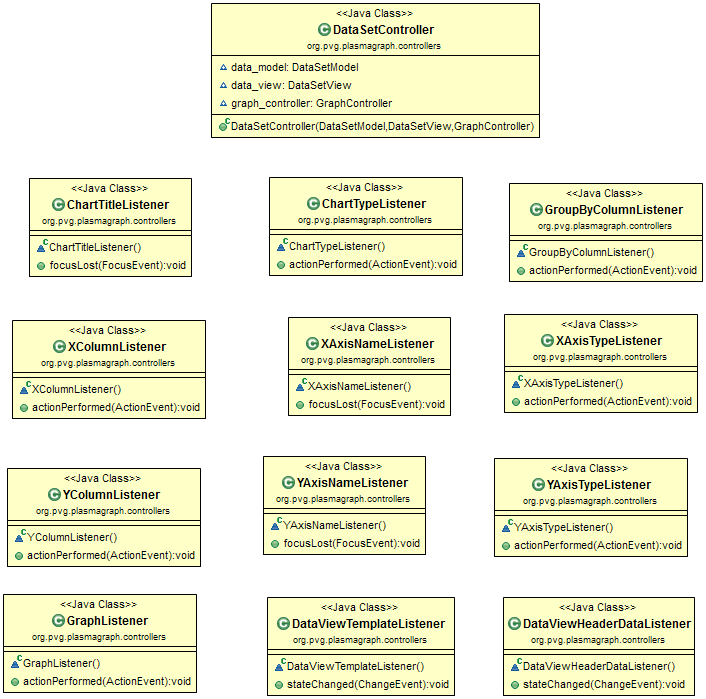 <<Java Class>>
DataSetController
org.pvg.plasmagraph.controllers
data_model: DataSetModel
data_view: DataSetView
graph_controller: GraphController
DataSetController(DataSetModel,DataSetView,GraphController)
<<Java Class>>
ChartTitleListener
org.pvg.plasmagraph.controllers
ChartTitleListener()
focusLost(FocusEvent):void
<<Java Class>>
ChartTypeListener
org.pvg.plasmagraph.controllers
ChartTypeListener()
actionPerformed(ActionEvent):void
<<Java Class>>
GroupByColumnListener
org.pvg.plasmagraph.controllers
GroupByColumnListener()
actionPerformed(ActionEvent):void
<<Java Class>>
XColumnListener
org.pvg.plasmagraph.controllers
XColumnListener()
actionPerformed(ActionEvent):void
<<Java Class>>
XAxisNameListener
org.pvg.plasmagraph.controllers
XAxisNameListener()
focusLost(FocusEvent):void
<<Java Class>>
XAxisTypeListener
org.pvg.plasmagraph.controllers
XAxisTypeListener()
actionPerformed(ActionEvent):void
<<Java Class>>
YColumnListener
org.pvg.plasmagraph.controllers
YColumnListener()
actionPerformed(ActionEvent):void
<<Java Class>>
YAxisNameListener
org.pvg.plasmagraph.controllers
YAxisNameListener()
focusLost(FocusEvent):void
<<Java Class>>
YAxisTypeListener
org.pvg.plasmagraph.controllers
YAxisTypeListener()
actionPerformed(ActionEvent):void
<<Java Class>>
GraphListener
org.pvg.plasmagraph.controllers
GraphListener()
actionPerformed(ActionEvent):void
<<Java Class>>
DataViewTemplateListener
org.pvg.plasmagraph.controllers
DataViewTemplateListener()
stateChanged(ChangeEvent):void
<<Java Class>>
DataViewHeaderDataListener
org.pvg.plasmagraph.controllers
DataViewHeaderDataListener()
stateChanged(ChangeEvent):void